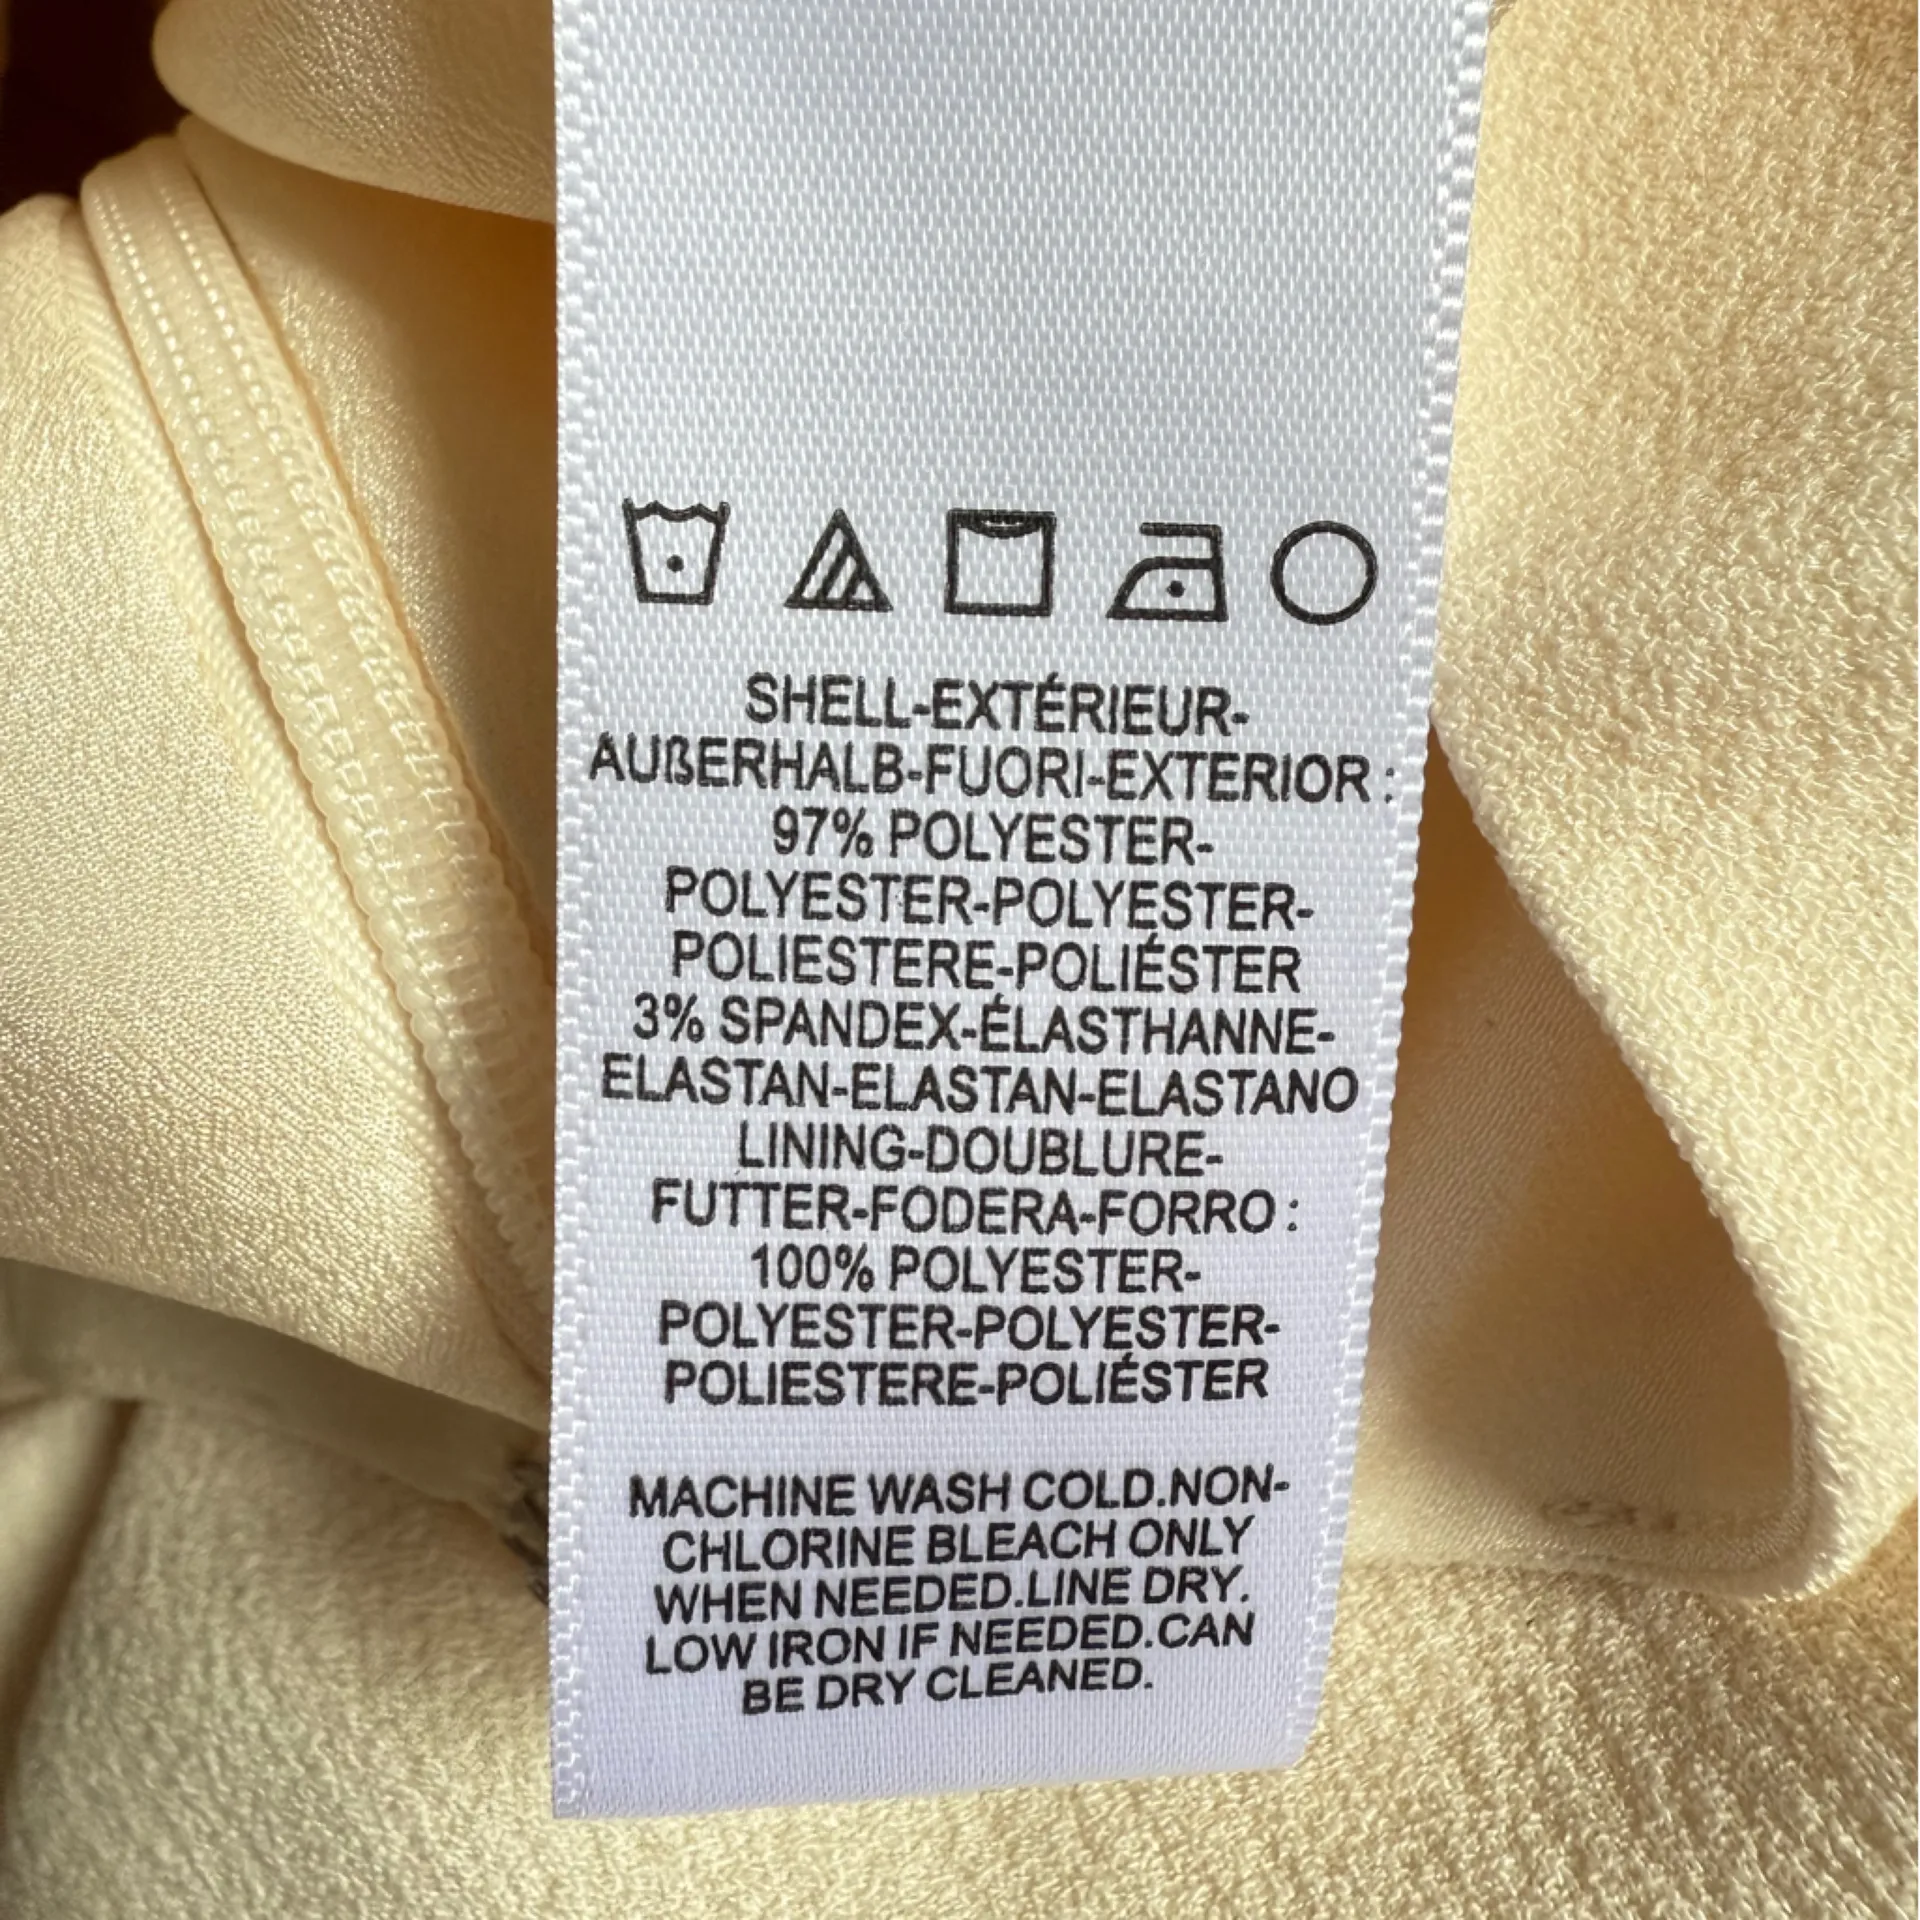 SHELL-EXTÉRIEUR-
AUßERHALB-FUORI-EXTERIOR :
97% POLYESTER-
POLYESTER-POLYESTER-
POLIESTERE-POLIÉSTER
3% SPANDEX-ÉLASTHANNE-
ELASTAN-ELASTAN-ELASTANO
LINING-DOUBLURE-
FUTTER-FODERA-FORRO :
100% POLYESTER-
POLYESTER-POLYESTER-
POLIESTERE-POLIÉSTER
MACHINE WASH COLD.NON-
CHLORINE BLEACH ONLY
WHEN NEEDED.LINE DRY.
LOW IRON IF NEEDED.CAN
BE DRY CLEANED.